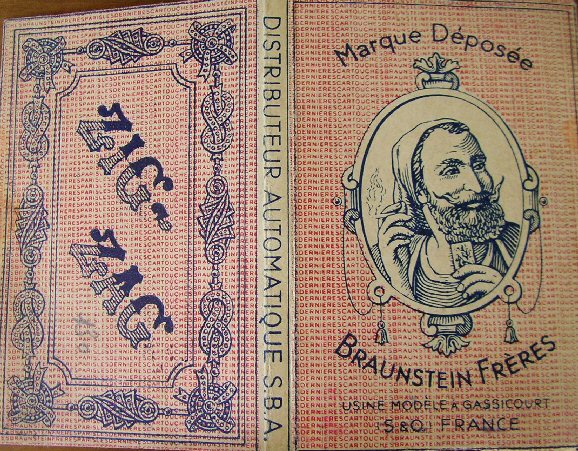 ZIG-
ZAG
DISTRIBUTEUR AUTOMATIQUE S.B.A.
Marque Déposée
BRAUNSTEIN FRÈRES
USINE MODÈLE À GASSICOURT
S.&O. FRANCE